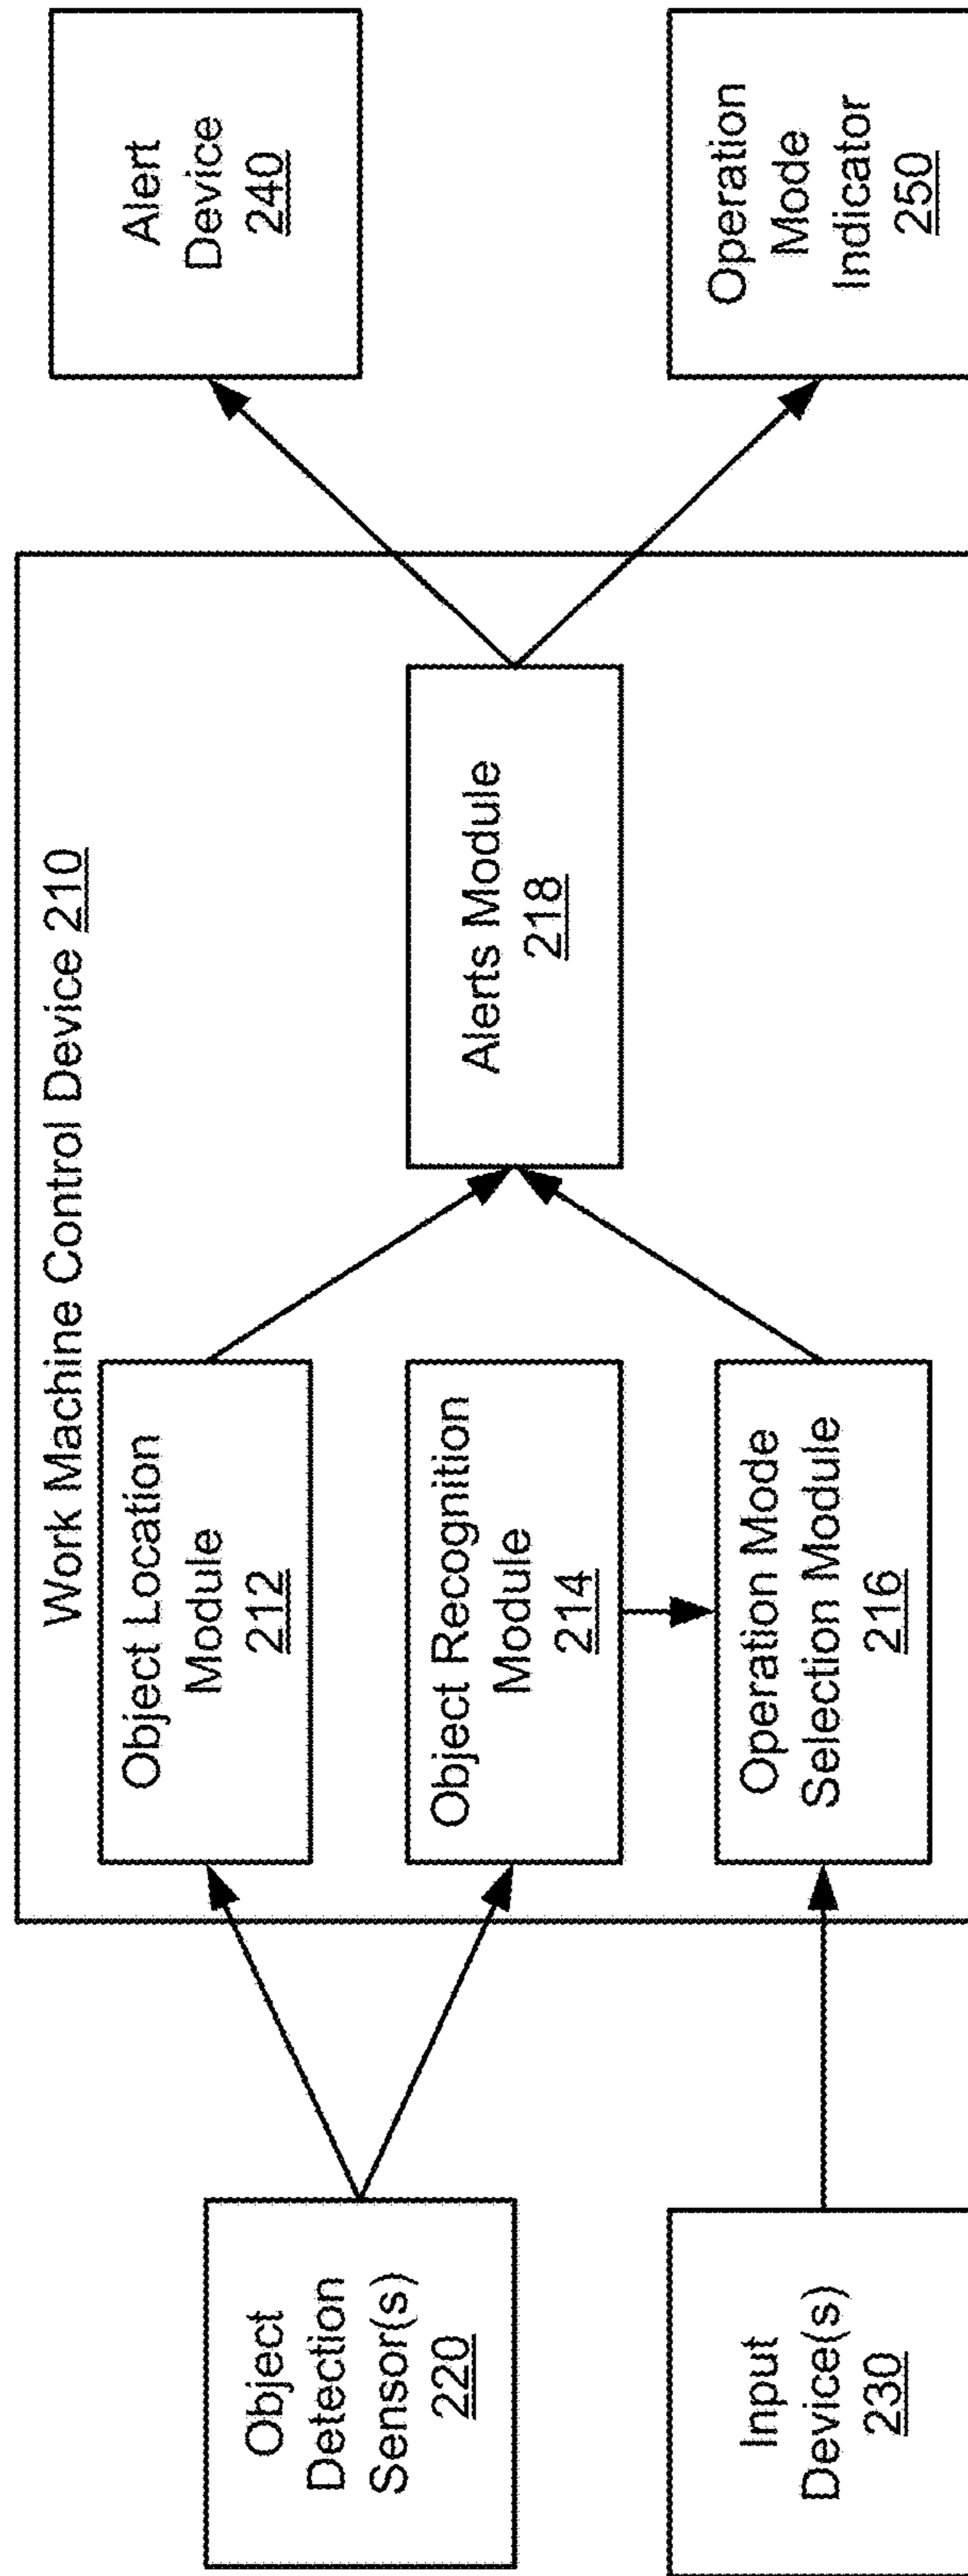 Object
Detection
Sensor(s)
220
Input
Device(s)
230
Work Machine Control Device 210
Object Location
Module
212
Object Recognition
Module
214
Operation Mode
Selection Module
216
Alerts Module
218
Alert
Device
240
Operation
Mode
Indicator
250